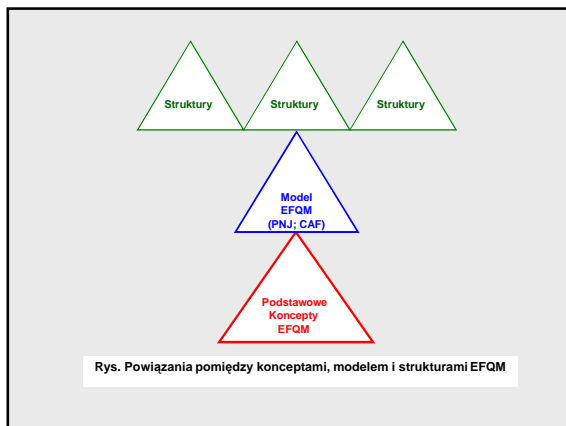 Struktury Struktury Struktury
Model
EFQM
(PNJ; CAF)
Podstawowe
Koncepty
EFQM
Rys. Powiązania pomiędzy konceptami, modelem i strukturami EFQM